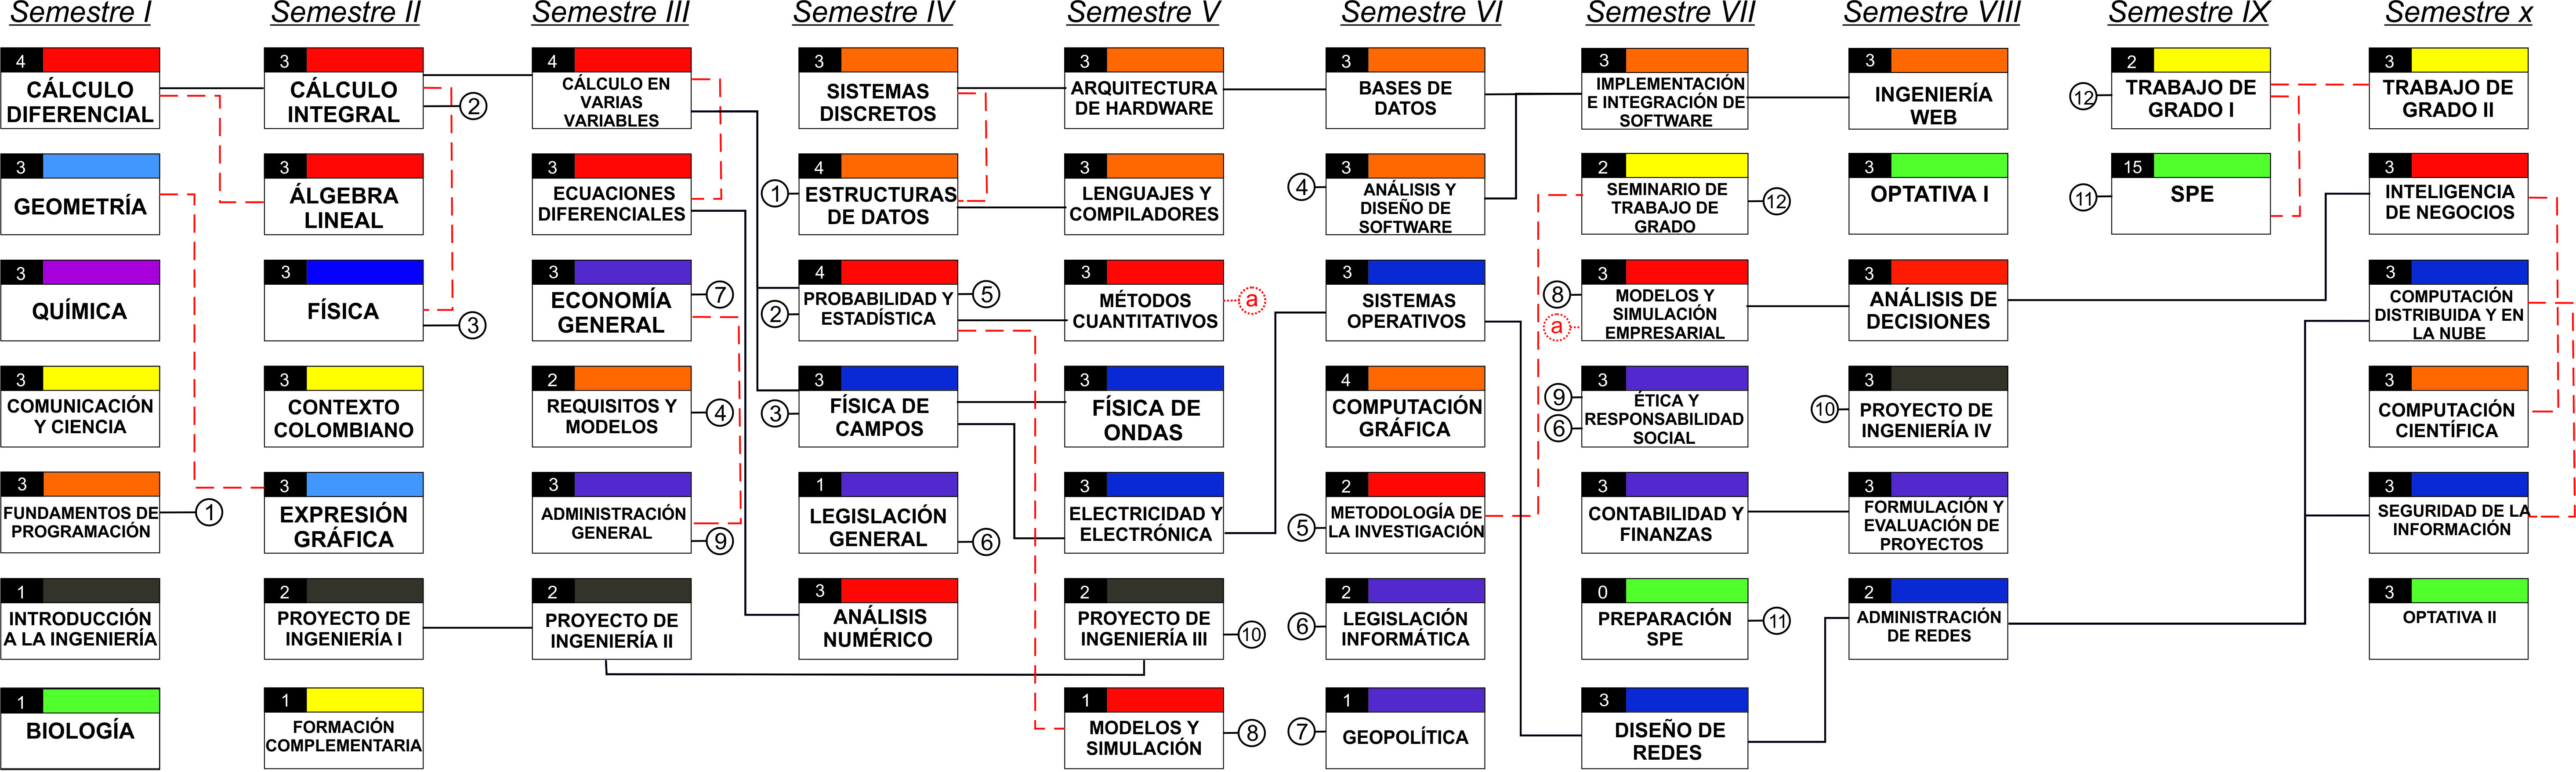 Semestre I
Semestre II
Semestre III
Semestre IV
Semestre V
Semestre VI
Semestre VII
Semestre VIII
Semestre IX
Semestre x
4
CÁLCULO
DIFERENCIAL
3
GEOMETRÍA
3
QUÍMICA
3
COMUNICACIÓN
Y CIENCIA
3
FUNDAMENTOS DE
PROGRAMACIÓN
1
1
INTRODUCCIÓN
A LA INGENIERÍA
1
BIOLOGÍA
3
CÁLCULO
INTEGRAL
2
3
ÁLGEBRA
LINEAL
3
FÍSICA
3
3
CONTEXTO
COLOMBIANO
3
EXPRESIÓN
GRÁFICA
2
PROYECTO DE
INGENIERÍA I
1
FORMACIÓN
COMPLEMENTARIA
4
CÁLCULO EN
VARIAS
VARIABLES
3
ECUACIONES
DIFERENCIALES
3
ECONOMÍA
GENERAL
7
2
REQUISITOS Y
MODELOS
4
3
ADMINISTRACIÓN
GENERAL
9
2
PROYECTO DE
INGENIERÍA II
3
SISTEMAS
DISCRETOS
4
1
ESTRUCTURAS
DE DATOS
4
PROBABILIDAD Y
ESTADÍSTICA
5
2
3
FÍSICA DE
CAMPOS
3
1
LEGISLACIÓN
GENERAL
6
3
ANÁLISIS
NUMÉRICO
3
ARQUITECTURA
DE HARDWARE
3
LENGUAJES Y
COMPILADORES
3
MÉTODOS
CUANTITATIVOS
a
3
FÍSICA DE
ONDAS
3
ELECTRICIDAD Y
ELECTRÓNICA
2
PROYECTO DE
INGENIERÍA III
10
1
MODELOS Y
SIMULACIÓN
8
3
BASES DE
DATOS
3
4
ANÁLISIS Y
DISEÑO DE
SOFTWARE
3
SISTEMAS
OPERATIVOS
4
COMPUTACIÓN
GRÁFICA
2
METODOLOGÍA DE
LA INVESTIGACIÓN
5
2
LEGISLACIÓN
INFORMÁTICA
6
1
GEOPOLÍTICA
7
3
IMPLEMENTACIÓN
E INTEGRACIÓN DE
SOFTWARE
2
SEMINARIO DE
TRABAJO DE
GRADO
12
3
8
MODELOS Y
SIMULACIÓN
EMPRESARIAL
a
3
9
ÉTICA Y
RESPONSABILIDAD
SOCIAL
6
3
CONTABILIDAD Y
FINANZAS
0
PREPARACIÓN
SPE
11
3
DISEÑO DE
REDES
3
INGENIERÍA
WEB
3
OPTATIVA I
3
ANÁLISIS DE
DECISIONES
3
10
PROYECTO DE
INGENIERÍA IV
3
FORMULACIÓN Y
EVALUACIÓN DE
PROYECTOS
2
ADMINISTRACIÓN
DE REDES
2
12
TRABAJO DE
GRADO I
15
11
SPE
3
TRABAJO DE
GRADO II
3
INTELIGENCIA
DE NEGOCIOS
3
COMPUTACIÓN
DISTRIBUIDA Y EN
LA NUBE
3
COMPUTACIÓN
CIENTÍFICA
3
SEGURIDAD DE LA
INFORMACIÓN
3
OPTATIVA II